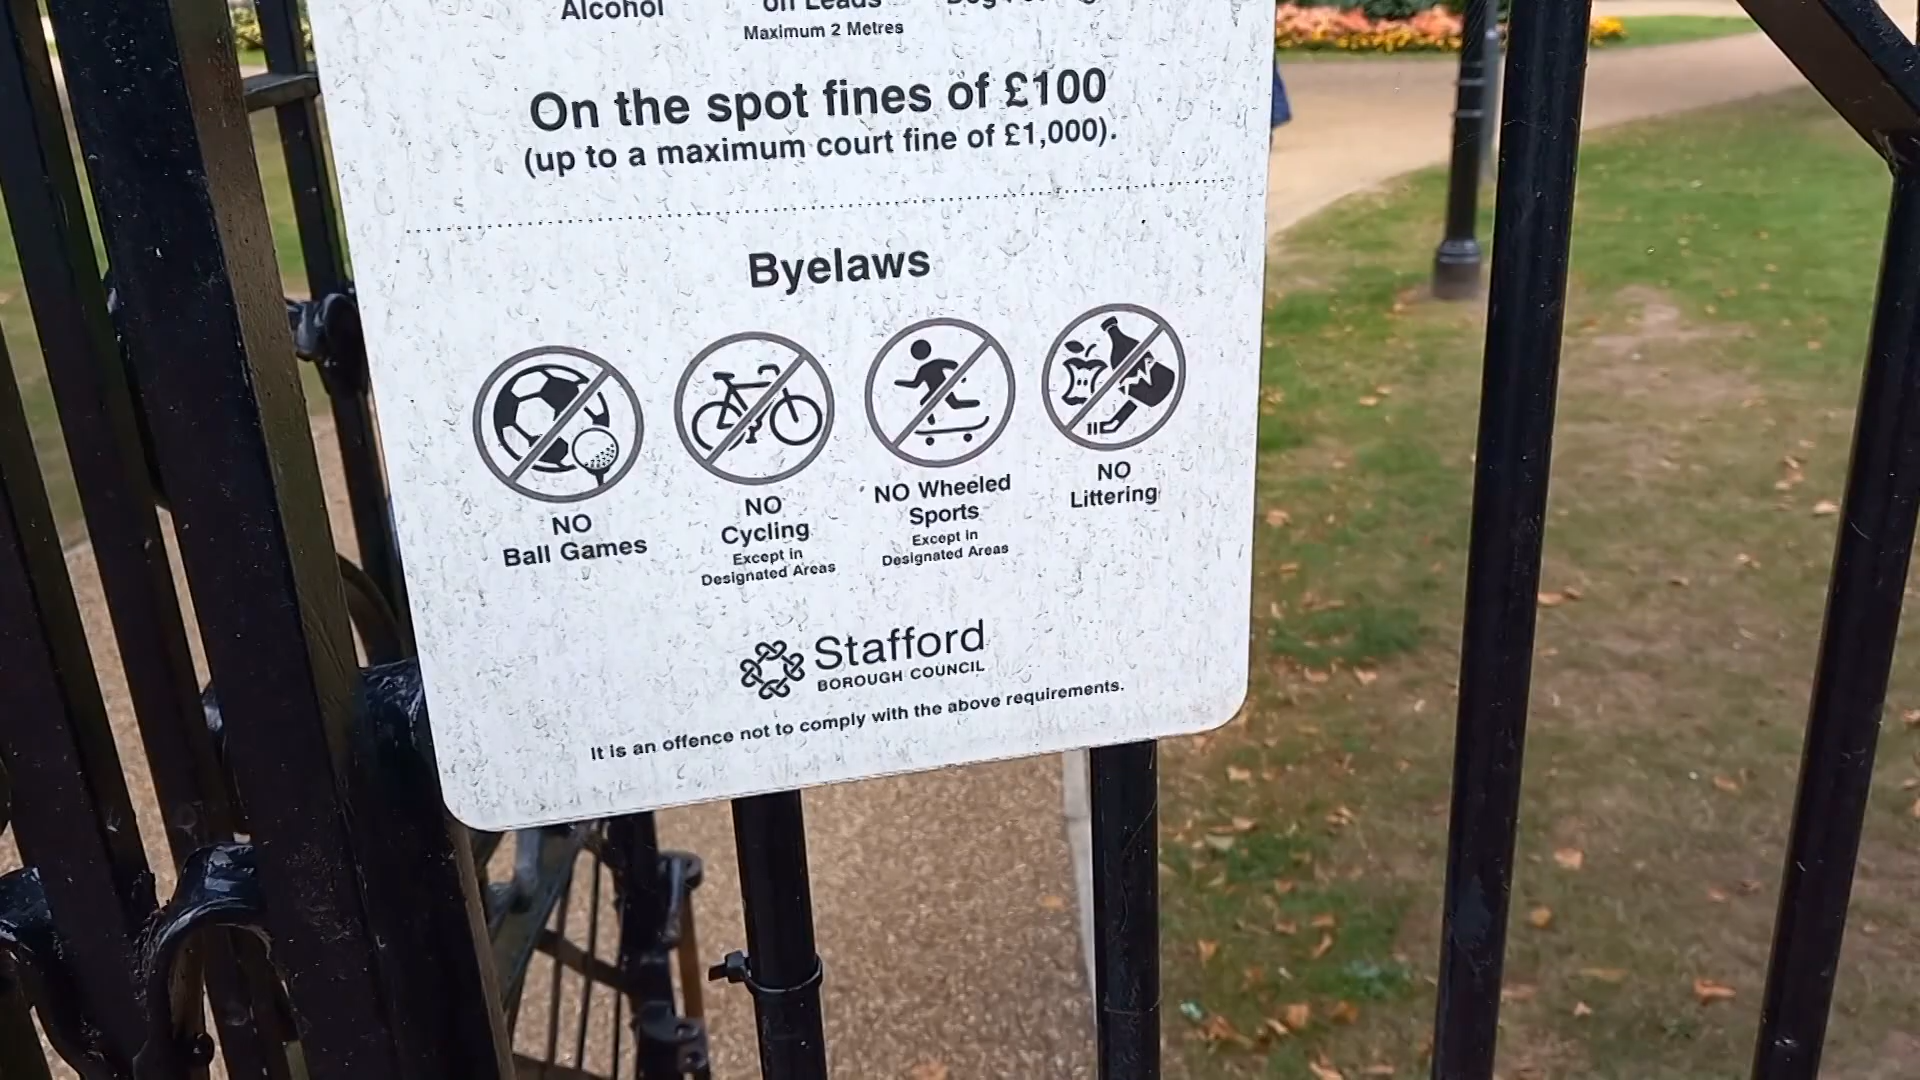 Alcohol
on Leads
Maximum 2 Metres
On the spot fines of £100
(up to a maximum court fine of £1,000).
Byelaws
NO
Ball Games
NO
Cycling
Except in
Designated Areas
NO Wheeled
Sports
Except in
Designated Areas
NO
Littering
Stafford
BOROUGH COUNCIL
It is an offence not to comply with the above requirements.